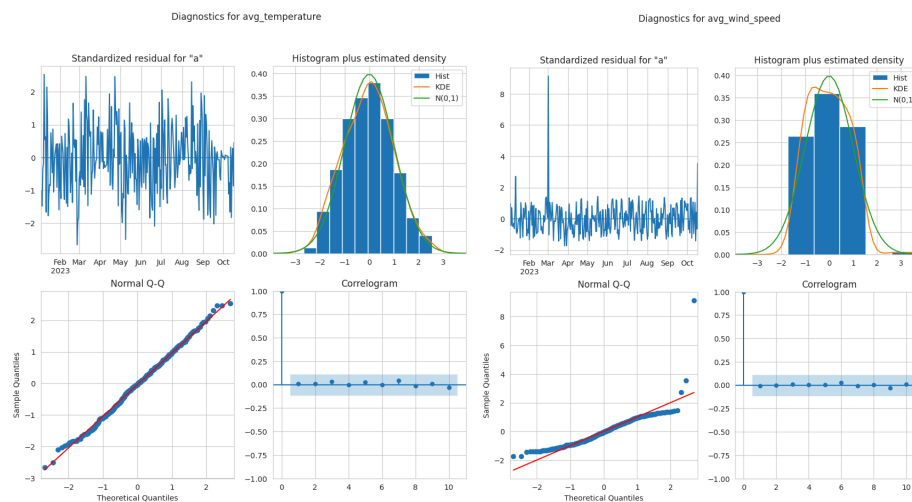 Diagnostics for avg_temperature
Standardized residual for "a"
2
1
0
−1
−2
Feb
2023
Mar
Apr
May
Jun
Jul
Aug
Sep
Oct
Histogram plus estimated density
0.40
0.35
0.30
0.25
0.20
0.15
0.10
0.05
0.00
−3
−2
−1
0
1
2
3
Hist
KDE
N(0,1)
Normal Q-Q
Sample Quantiles
2
1
0
−1
−2
−3
−2
−1
0
1
2
Theoretical Quantiles
Correlogram
1.00
0.75
0.50
0.25
0.00
−0.25
−0.50
−0.75
−1.00
0
2
4
6
8
10
Diagnostics for avg_wind_speed
Standardized residual for "a"
8
6
4
2
0
−2
Feb
2023
Mar
Apr
May
Jun
Jul
Aug
Sep
Oct
Histogram plus estimated density
0.40
0.35
0.30
0.25
0.20
0.15
0.10
0.05
0.00
−3
−2
−1
0
1
2
3
Hist
KDE
N(0,1
Normal Q-Q
Sample Quantiles
8
6
4
2
0
−2
−2
−1
0
1
2
Theoretical Quantiles
Correlogram
1.00
0.75
0.50
0.25
0.00
−0.25
−0.50
−0.75
−1.00
0
2
4
6
8
10